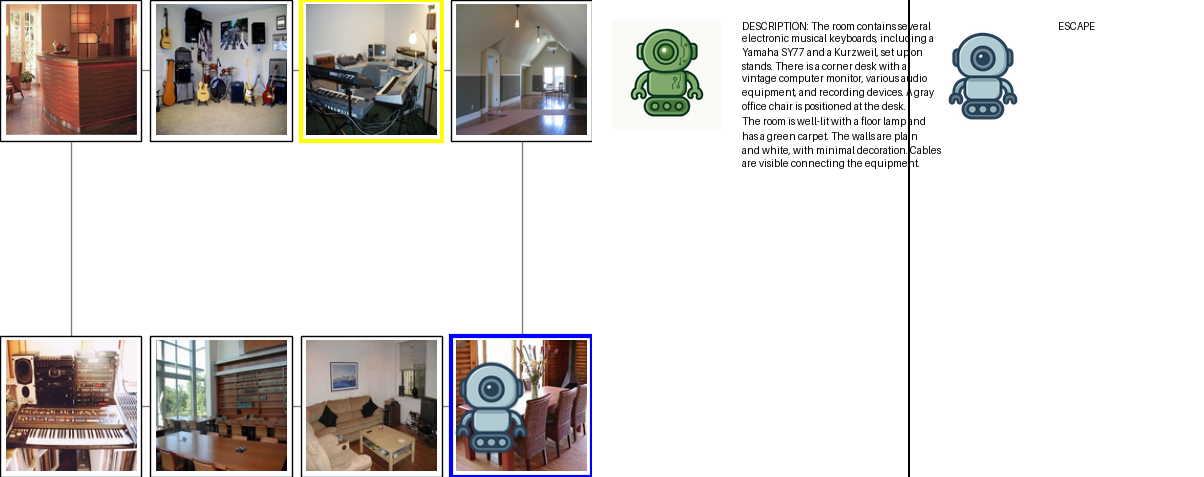 DESCRIPTION: The room contains several
electronic musical keyboards, including a
Yamaha SY77 and a Kurzweil, set up on
stands. There is a corner desk with a
vintage computer monitor, various audio
equipment, and recording devices. A gray
office chair is positioned at the desk.
The room is well-lit with a floor lamp and
has a green carpet. The walls are plain
and white, with minimal decoration. Cables
are visible connecting the equipment.
ESCAPE